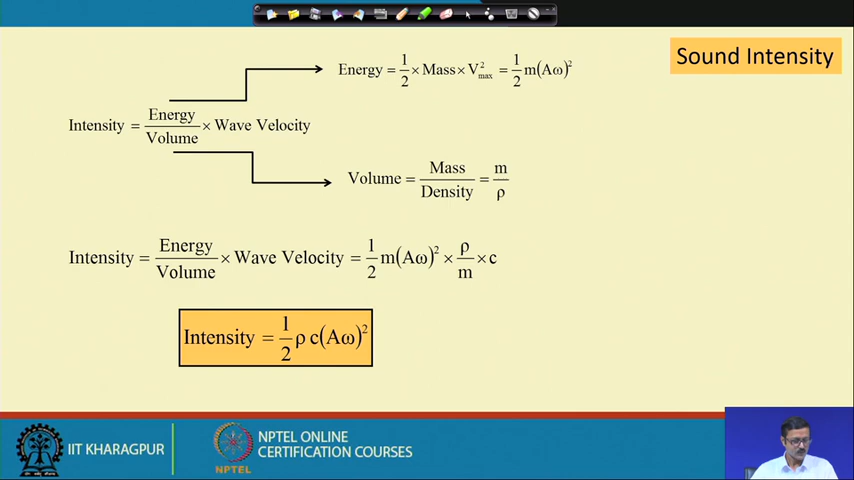 Sound Intensity
Energy = 1/2 × Mass × V²max = 1/2 m(Aω)²
Intensity = Energy/Volume × Wave Velocity
Volume = Mass/Density = m/ρ
Intensity = Energy/Volume × Wave Velocity = 1/2 m(Aω)² × ρ/m × c
Intensity = 1/2 ρ c(Aω)²
IIT KHARAGPUR
NPTEL
NPTEL ONLINE
CERTIFICATION COURSES